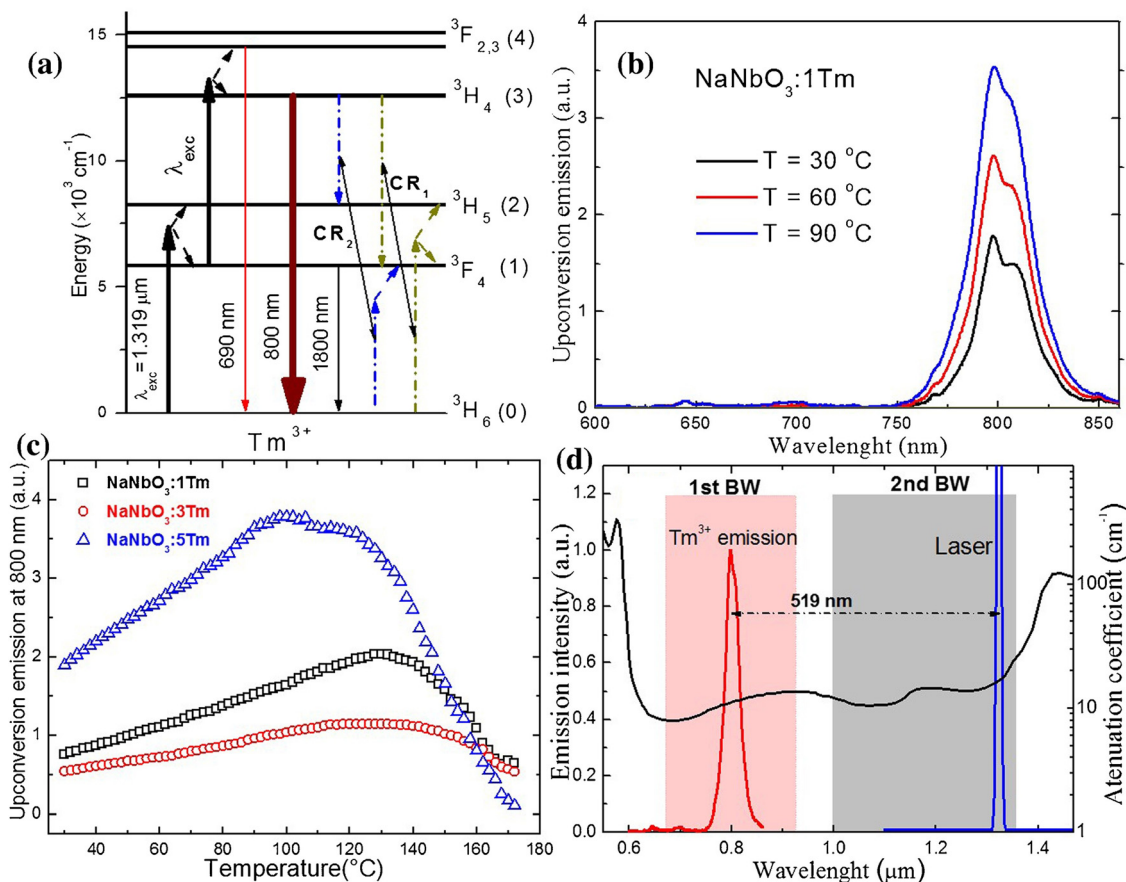 (a)
Energy (×10³ cm⁻¹)
15
10
5
0
³F₂,₃ (4)
³H₄ (3)
³H₅ (2)
³F₄ (1)
³H₆ (0)
λexc
λexc = 1.319 µm
690 nm
800 nm
1800 nm
CR₁
CR₂
Tm³⁺
(b)
NaNbO₃:1Tm
T = 30 °C
T = 60 °C
T = 90 °C
Upconversion emission (a.u.)
4
3
2
1
0
600 650 700 750 800 850
Wavelenght (nm)
(c)
NaNbO₃:1Tm
NaNbO₃:3Tm
NaNbO₃:5Tm
Upconversion emission at 800 nm (a.u.)
4
3
2
1
0
40 60 80 100 120 140 160 180
Temperature(°C)
(d)
1st BW 2nd BW
Tm³⁺ emission
Laser
519 nm
Emission intensity (a.u.)
1.2
1.0
0.8
0.6
0.4
0.2
0.0
Atenuation coefficient (cm⁻¹)
100
10
1
0.6 0.8 1.0 1.2 1.4
Wavelenght (µm)